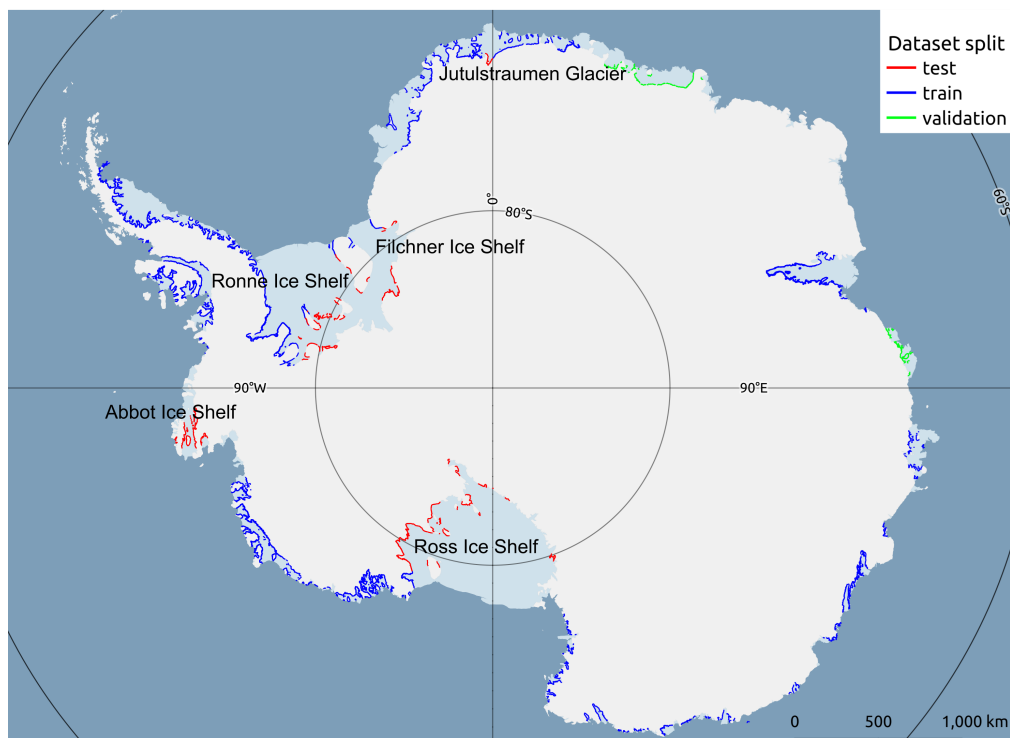 Dataset split
test
train
validation
Jutulstraumen Glacier
60°S
0°
80°S
Filchner Ice Shelf
Ronne Ice Shelf
90°W
90°E
Abbot Ice Shelf
Ross Ice Shelf
0 500 1,000 km